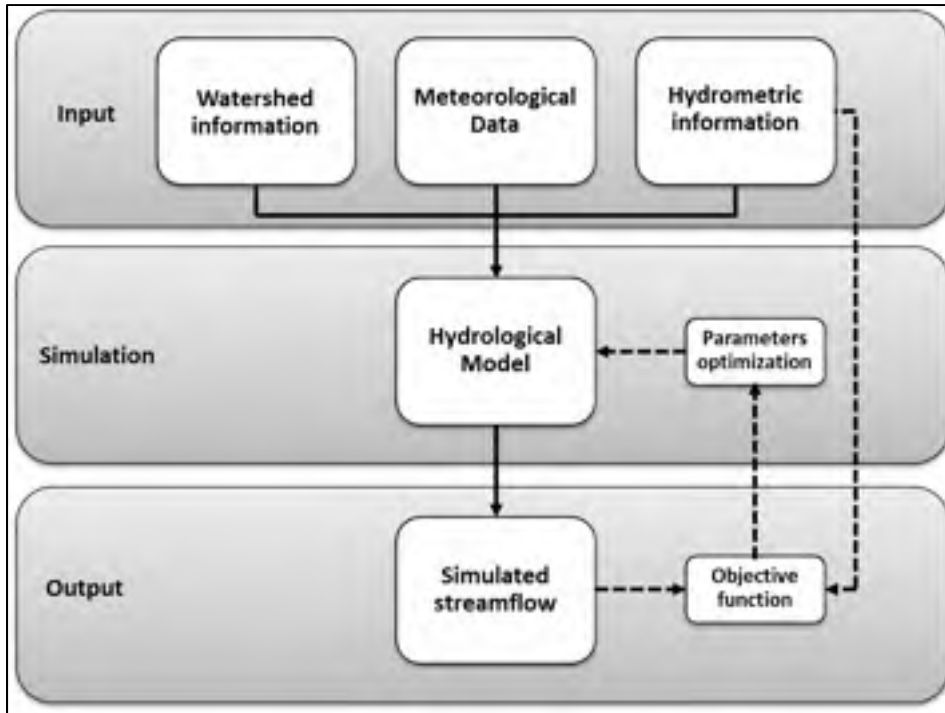 Input
Watershed
information
Meteorological
Data
Hydrometric
information
Simulation
Hydrological
Model
Parameters
optimization
Output
Simulated
streamflow
Objective
function